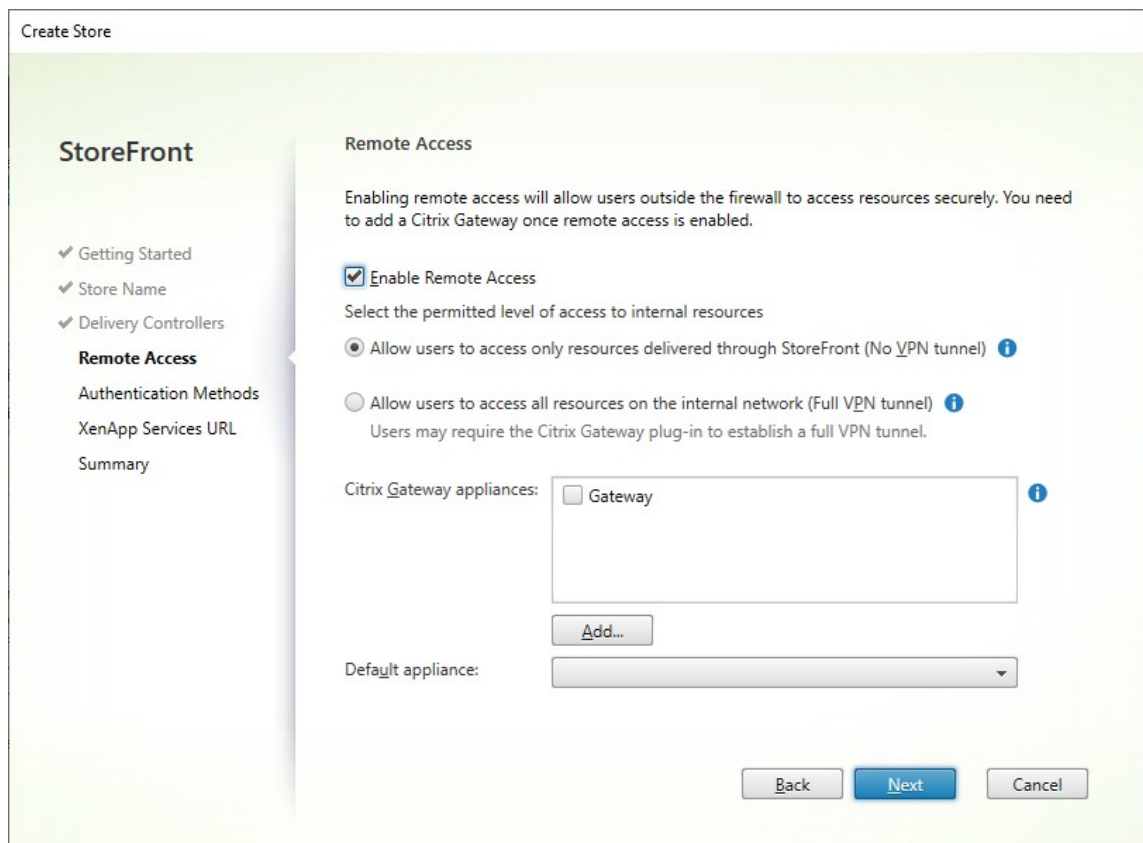 Create Store
StoreFront
Getting Started
Store Name
Delivery Controllers
Remote Access
Authentication Methods
XenApp Services URL
Summary
Remote Access
Enabling remote access will allow users outside the firewall to access resources securely. You need
to add a Citrix Gateway once remote access is enabled.
Enable Remote Access
Select the permitted level of access to internal resources
Allow users to access only resources delivered through StoreFront (No VPN tunnel)
Allow users to access all resources on the internal network (Full VPN tunnel)
Users may require the Citrix Gateway plug-in to establish a full VPN tunnel.
Citrix Gateway appliances:
Gateway
Add...
Default appliance:
Back
Next
Cancel